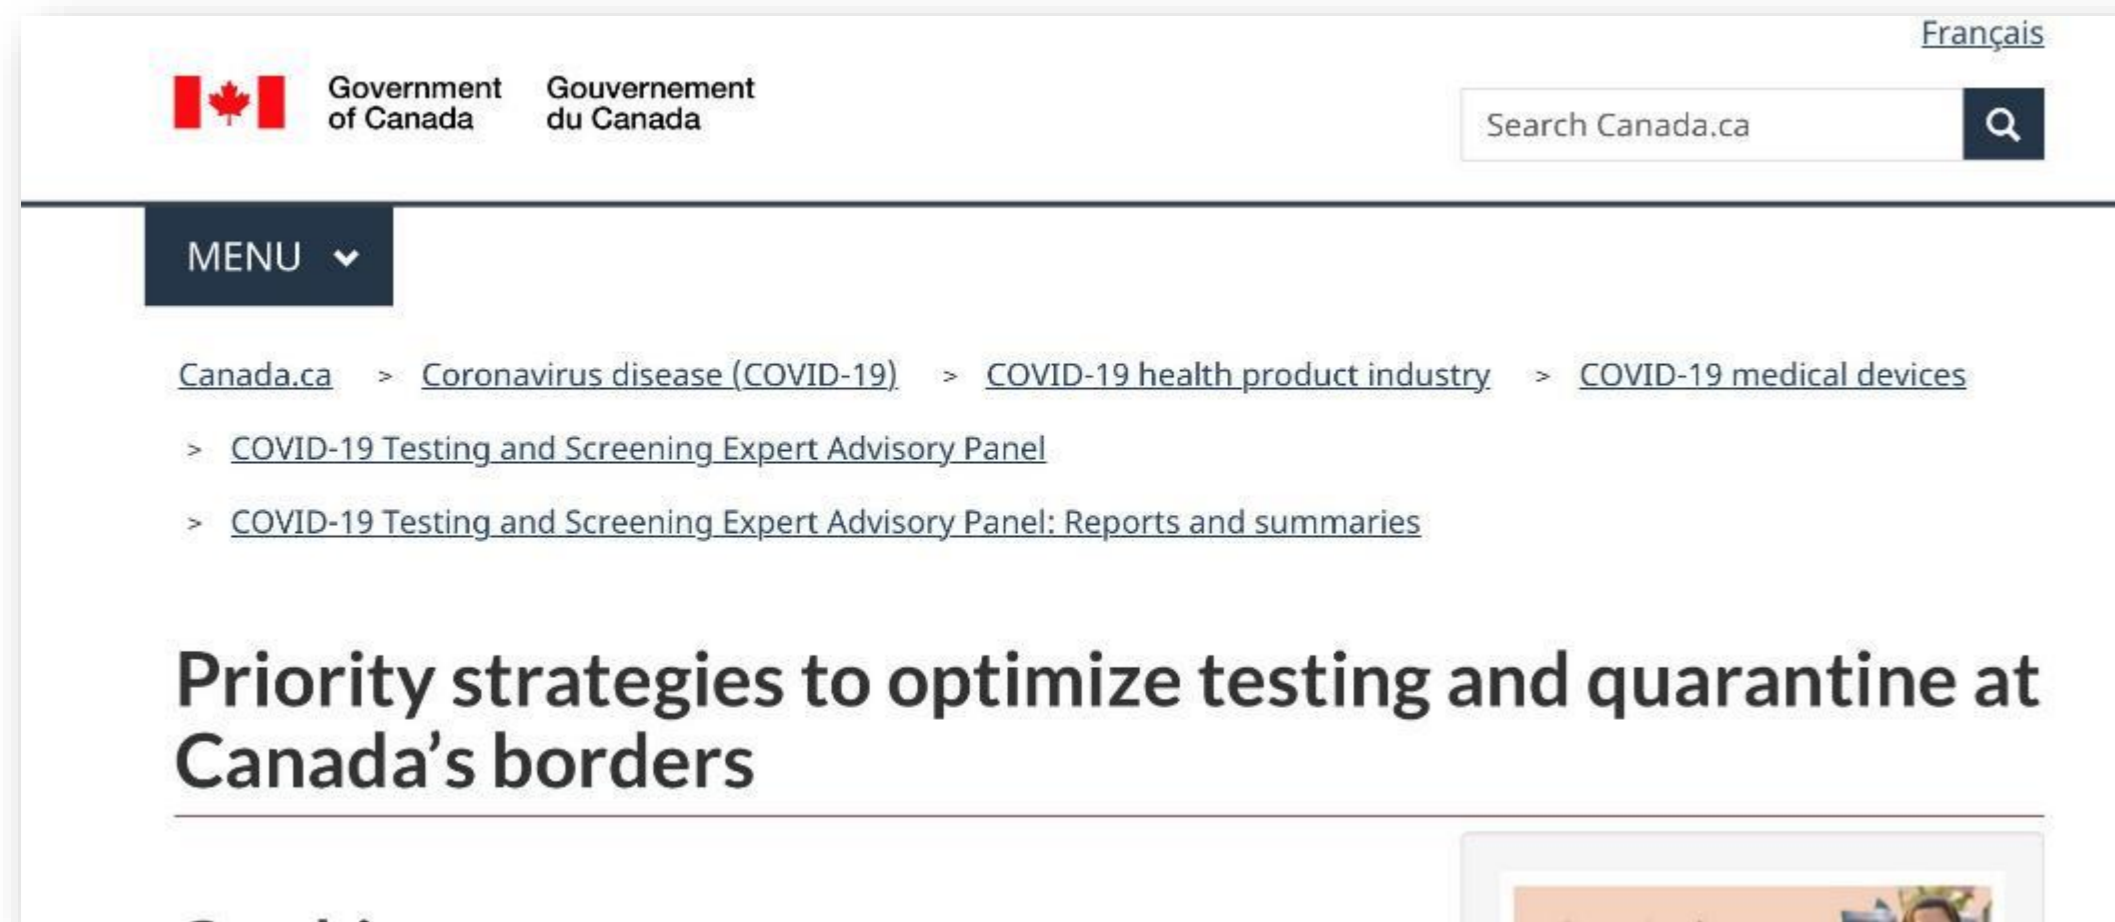 Français
Government
of Canada
Gouvernement
du Canada
Search Canada.ca
MENU
Canada.ca > Coronavirus disease (COVID-19) > COVID-19 health product industry > COVID-19 medical devices
> COVID-19 Testing and Screening Expert Advisory Panel
> COVID-19 Testing and Screening Expert Advisory Panel: Reports and summaries
Priority strategies to optimize testing and quarantine at
Canada’s borders